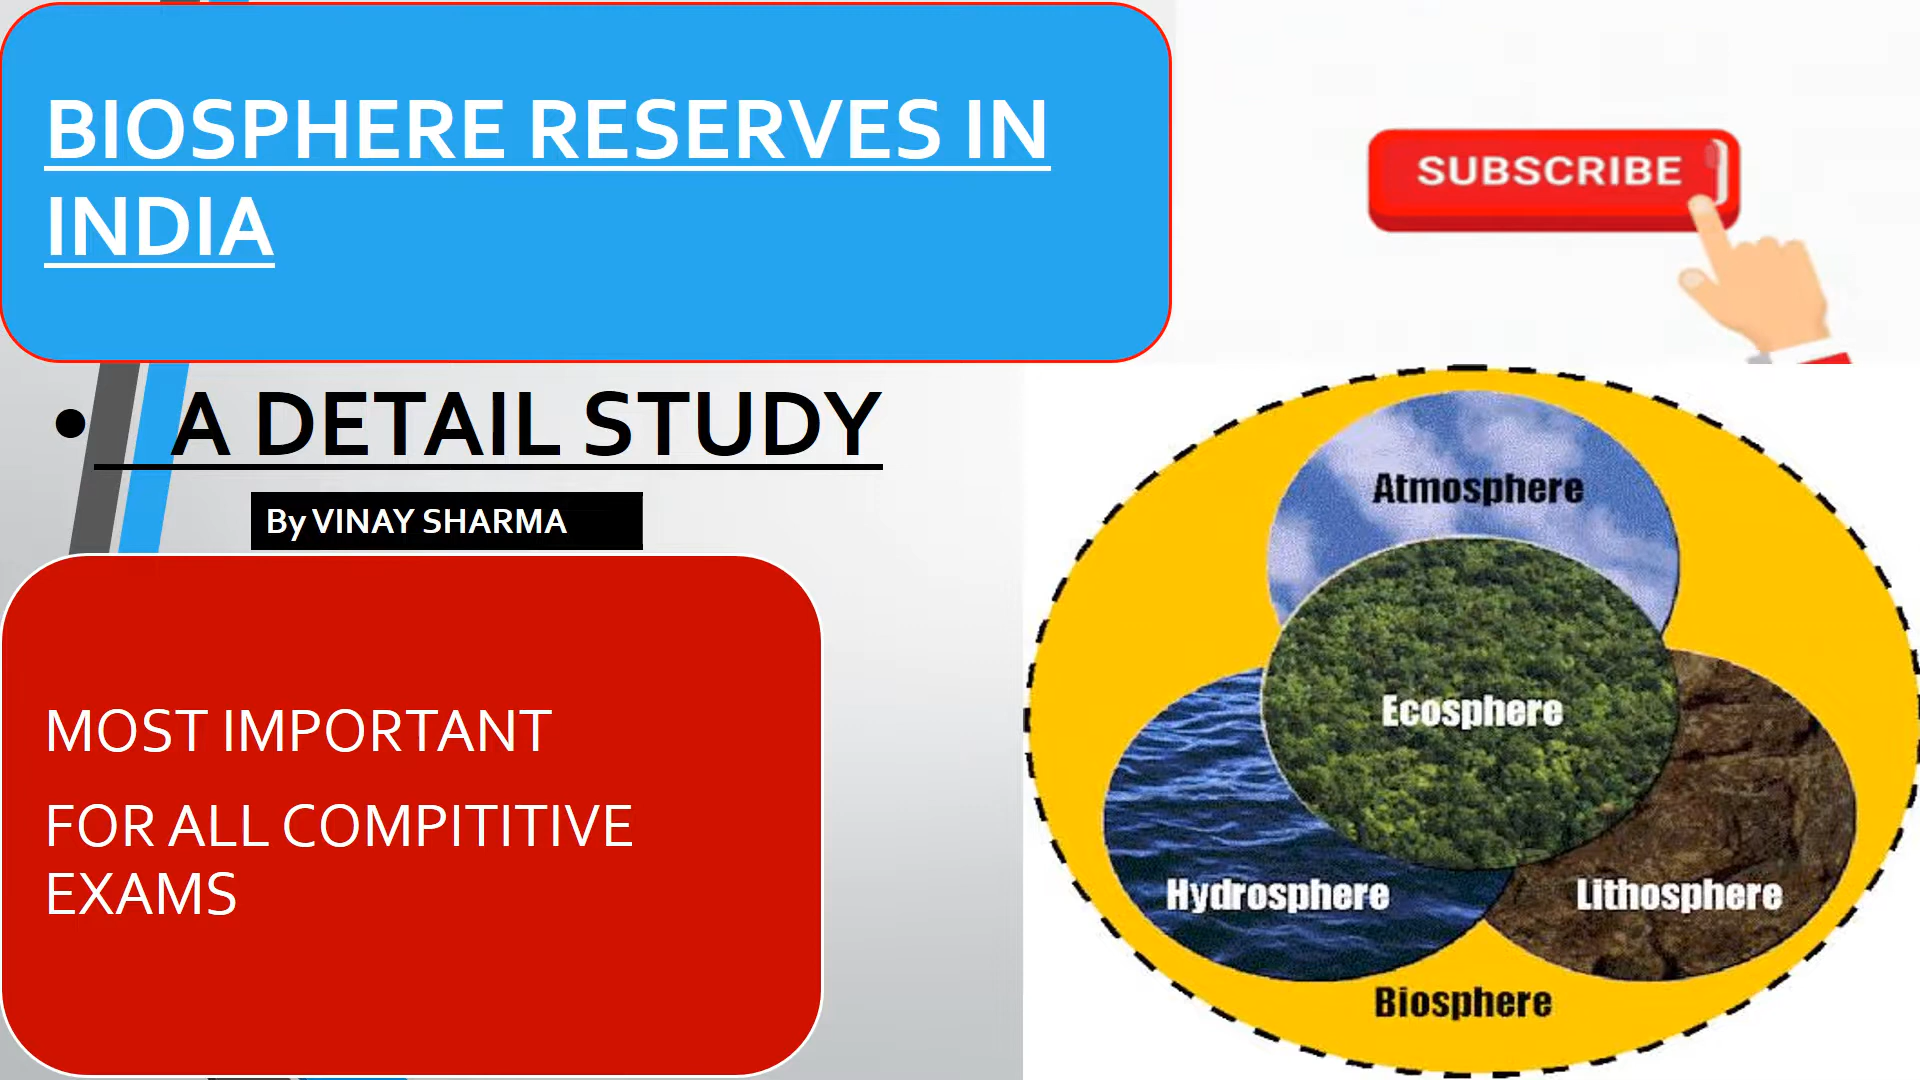 BIOSPHERE RESERVES IN
INDIA
SUBSCRIBE
• A DETAIL STUDY
By VINAY SHARMA
MOST IMPORTANT
FOR ALL COMPITITIVE
EXAMS
Atmosphere
Ecosphere
Hydrosphere
Lithosphere
Biosphere